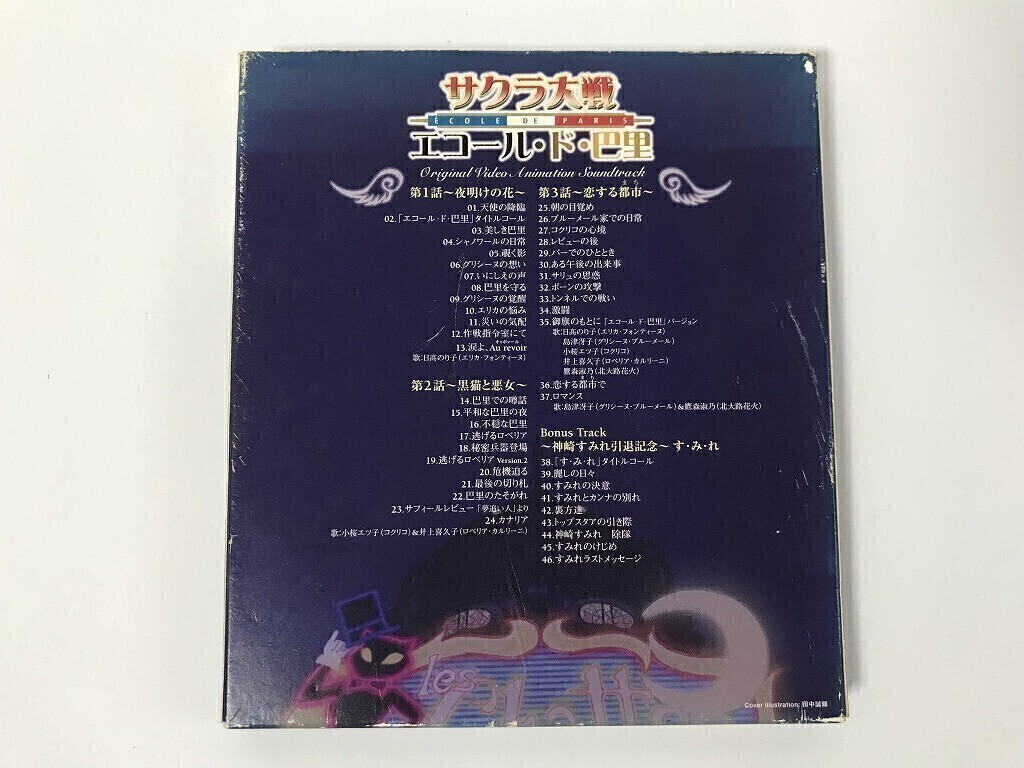 サクラ大戦
ÉCOLE DE PARIS
エコール・ド・巴里
Original Video Animation Soundtrack
第1話～夜明けの花～
01.天使の降臨
02.「エコール・ド・巴里」タイトルコール
03.美しき巴里
04.シャノワールの日常
05.覗く影
06.グリシーヌの想い
07.いにしえの声
08.巴里を守る
09.グリシーヌの覚醒
10.エリカの悩み
11.災いの気配
12.作戦指令室にて
オ・ルボァール
13.涙よ、Au revoir
歌:日髙のり子(エリカ・フォンティーヌ)
第2話～黒猫と悪女～
14.巴里での噂話
15.平和な巴里の夜
16.不穏な巴里
17.逃げるロベリア
18.秘密兵器登場
19.逃げるロベリア Version.2
20.危機迫る
21.最後の切り札
22.巴里のたそがれ
23.サフィールレビュー「夢追い人」より
24.カナリア
歌:小桜エツ子(コクリコ)&井上喜久子(ロベリア・カルリーニ)
まち
第3話～恋する都市～
25.朝の目覚め
26.ブルーメール家での日常
27.コクリコの心境
28.レビューの後
29.バーでのひととき
30.ある午後の出来事
31.サリュの思惑
32.ポーンの攻撃
33.トンネルでの戦い
34.激闘
35.御旗のもとに「エコール・ド・巴里」バージョン
歌:日髙のり子(エリカ・フォンティーヌ)
島津冴子(グリシーヌ・ブルーメール)
小桜エツ子(コクリコ)
井上喜久子(ロベリア・カルリーニ)
鷹森淑乃(北大路花火)
まち
36.恋する都市で
37.ロマンス
歌:島津冴子(グリシーヌ・ブルーメール)&鷹森淑乃(北大路花火)
Bonus Track
～神崎すみれ引退記念～ す・み・れ
38.「す・み・れ」タイトルコール
39.麗しの日々
40.すみれの決意
41.すみれとカンナの別れ
42.裏方達
43.トップスタアの引き際
44.神崎すみれ 除隊
45.すみれのけじめ
46.すみれラストメッセージ
les
Cover illustration: 田中誠輝